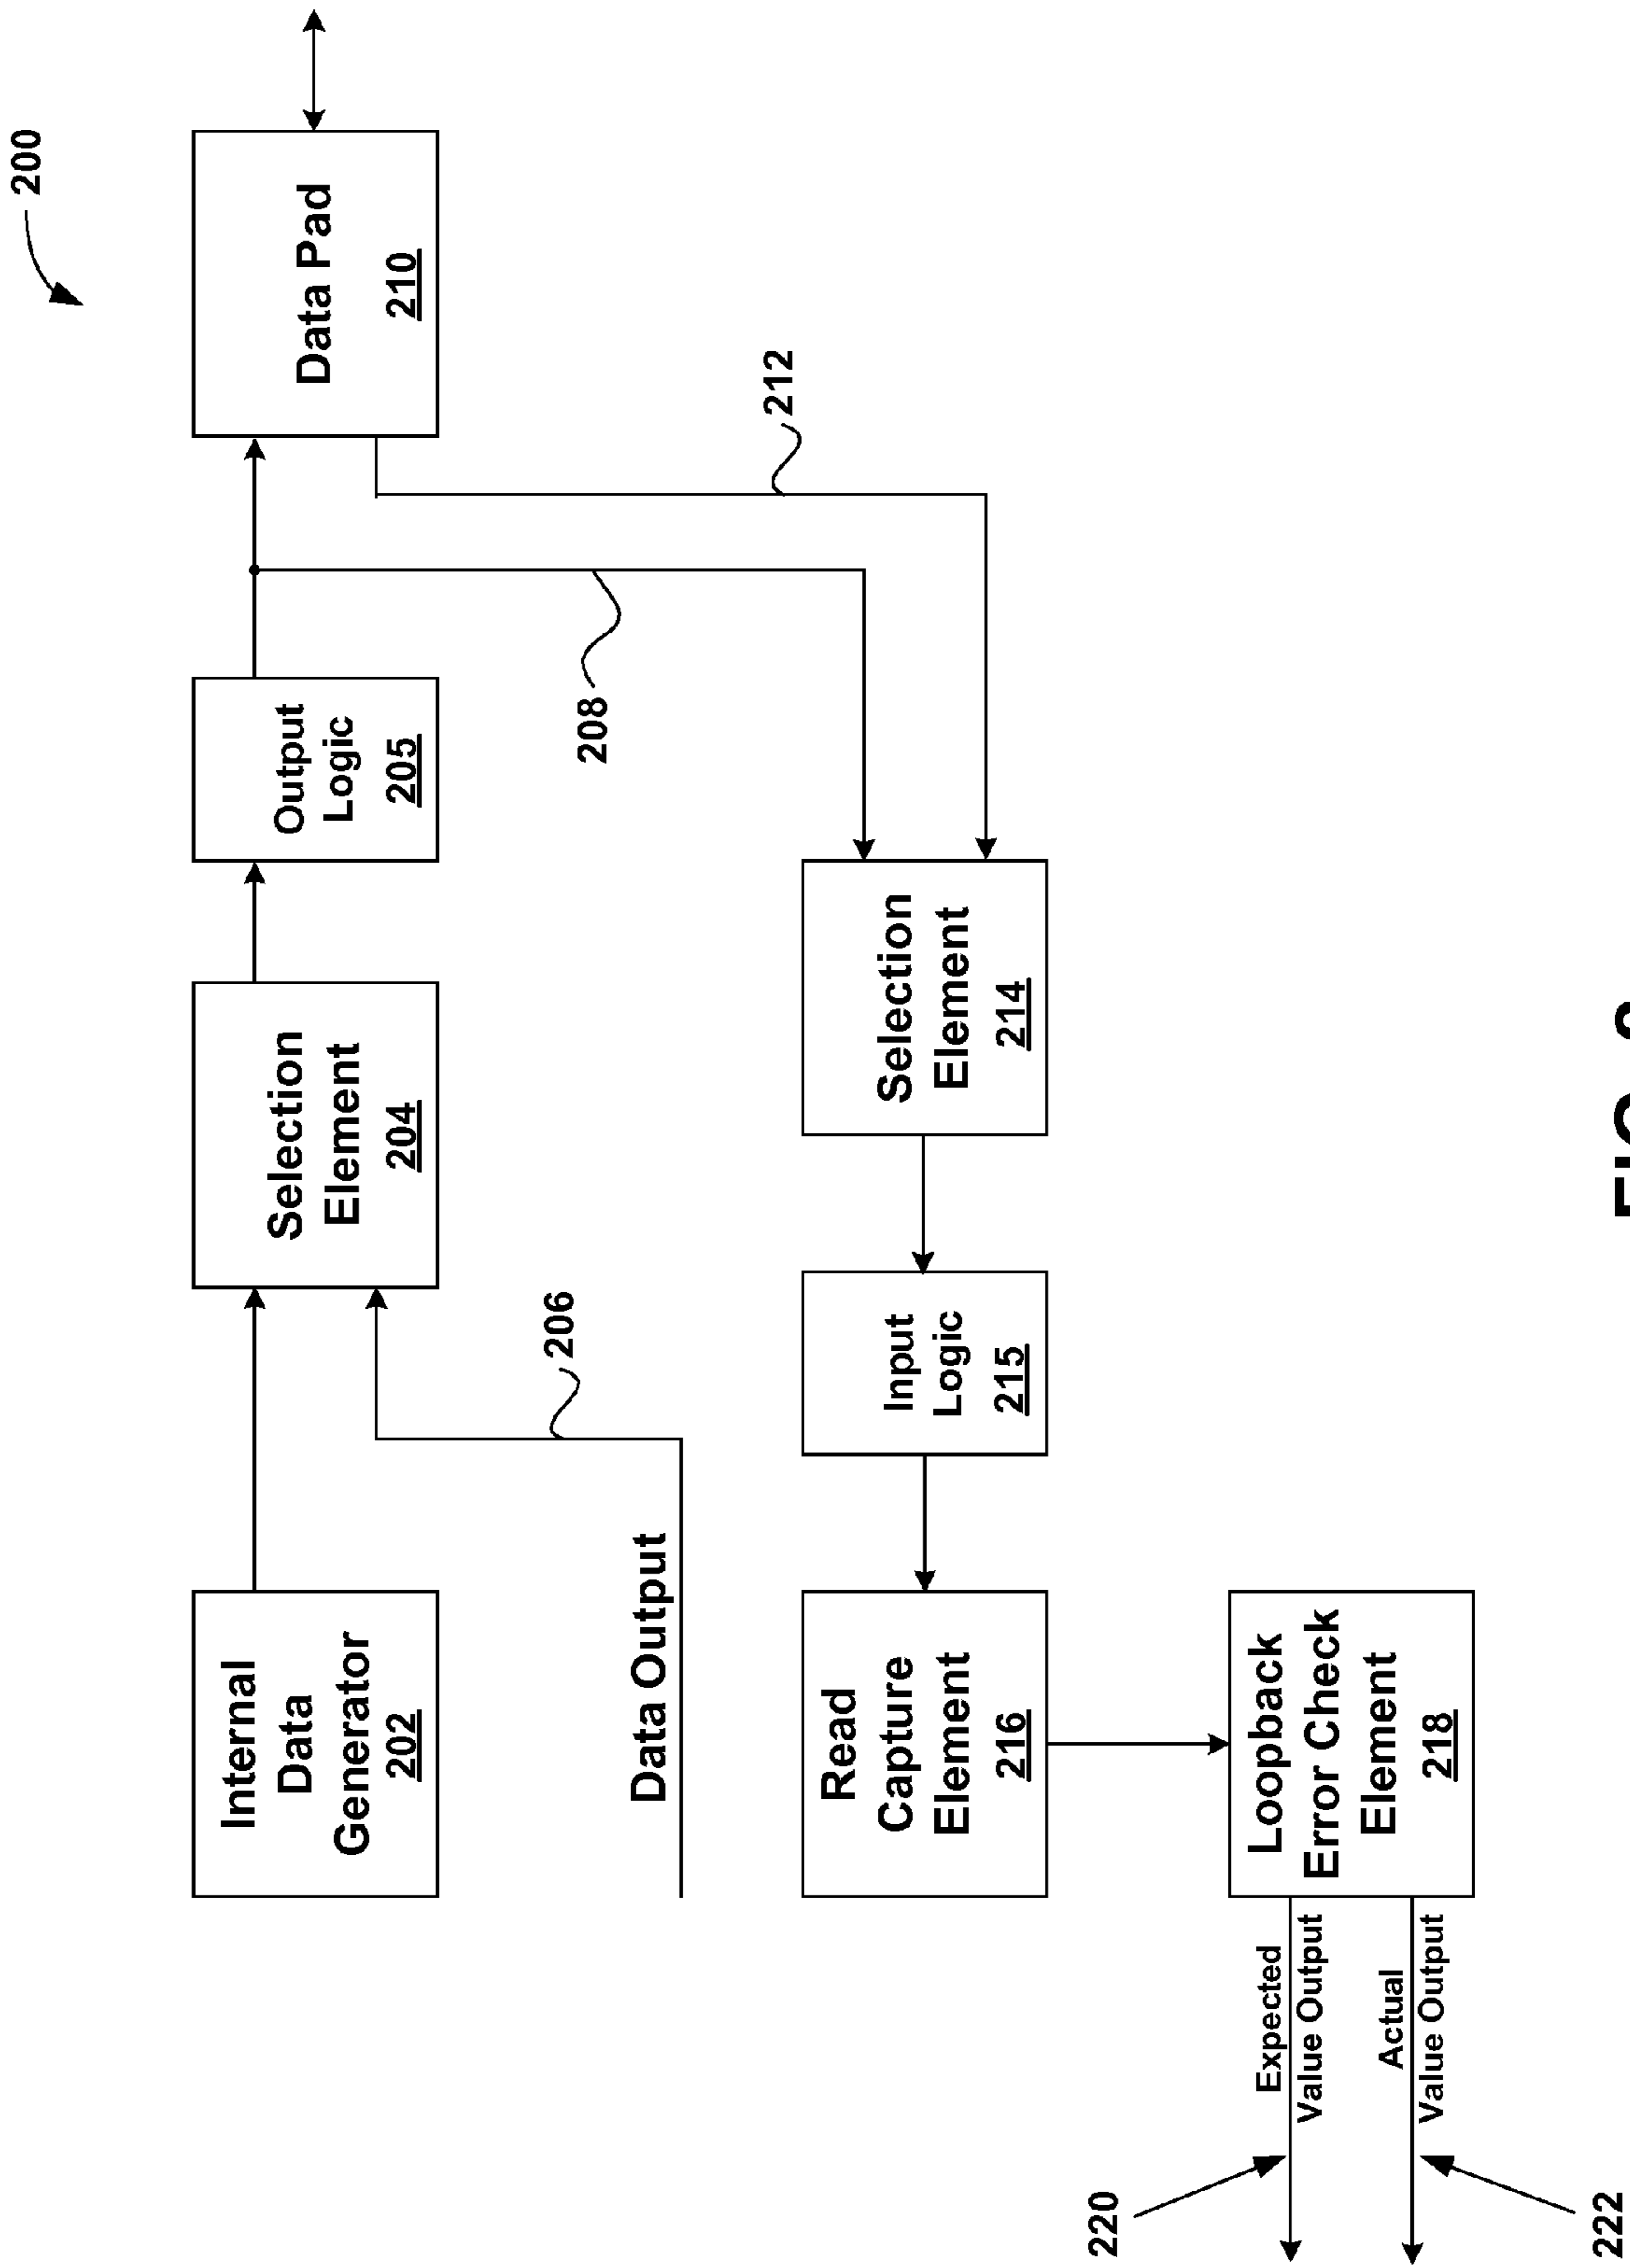 200
Internal
Data
Generator
202
Selection
Element
204
Output
Logic
205
Data Pad
210
206
208
212
Data Output
Read
Capture
Element
216
Input
Logic
215
Selection
Element
214
Loopback
Error Check
Element
218
Expected
Value Output
Actual
Value Output
220
222